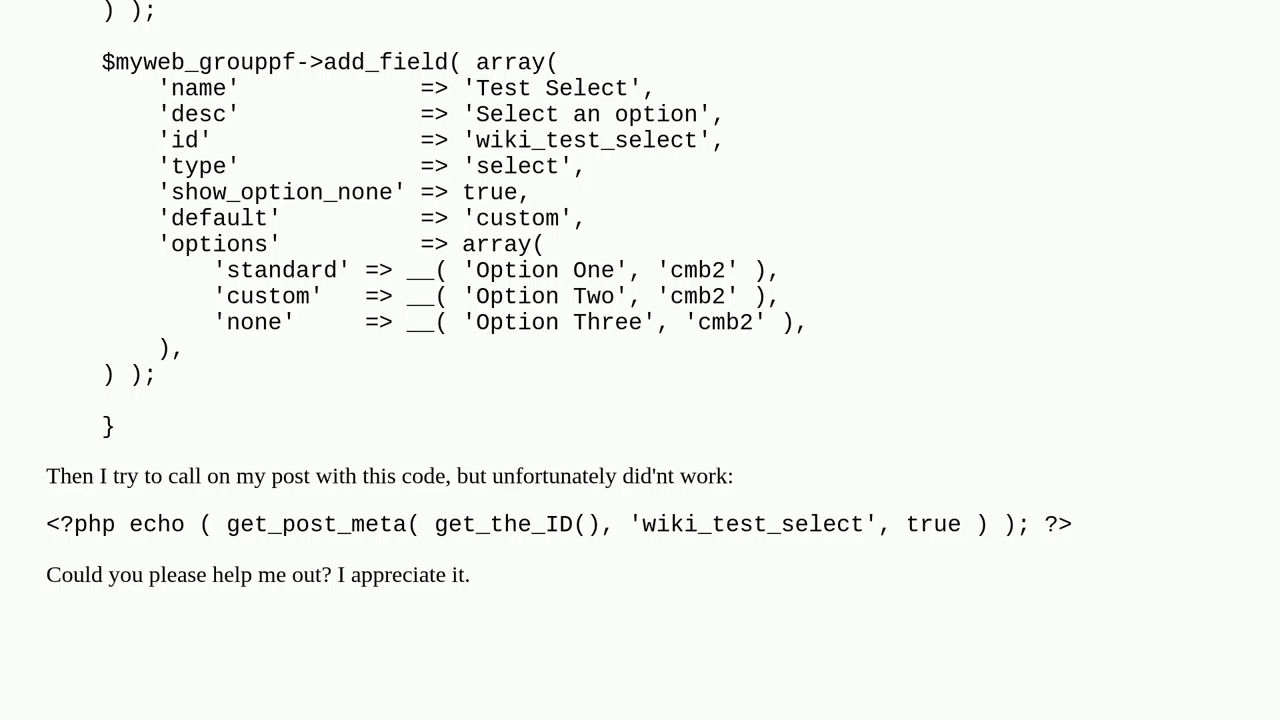 ) );
$myweb_grouppf->add_field( array(
'name' => 'Test Select',
'desc' => 'Select an option',
'id' => 'wiki_test_select',
'type' => 'select',
'show_option_none' => true,
'default' => 'custom',
'options' => array(
'standard' => __( 'Option One', 'cmb2' ),
'custom' => __( 'Option Two', 'cmb2' ),
'none' => __( 'Option Three', 'cmb2' ),
),
) );
}
Then I try to call on my post with this code, but unfortunately did'nt work:
<?php echo ( get_post_meta( get_the_ID(), 'wiki_test_select', true ) ); ?>
Could you please help me out? I appreciate it.